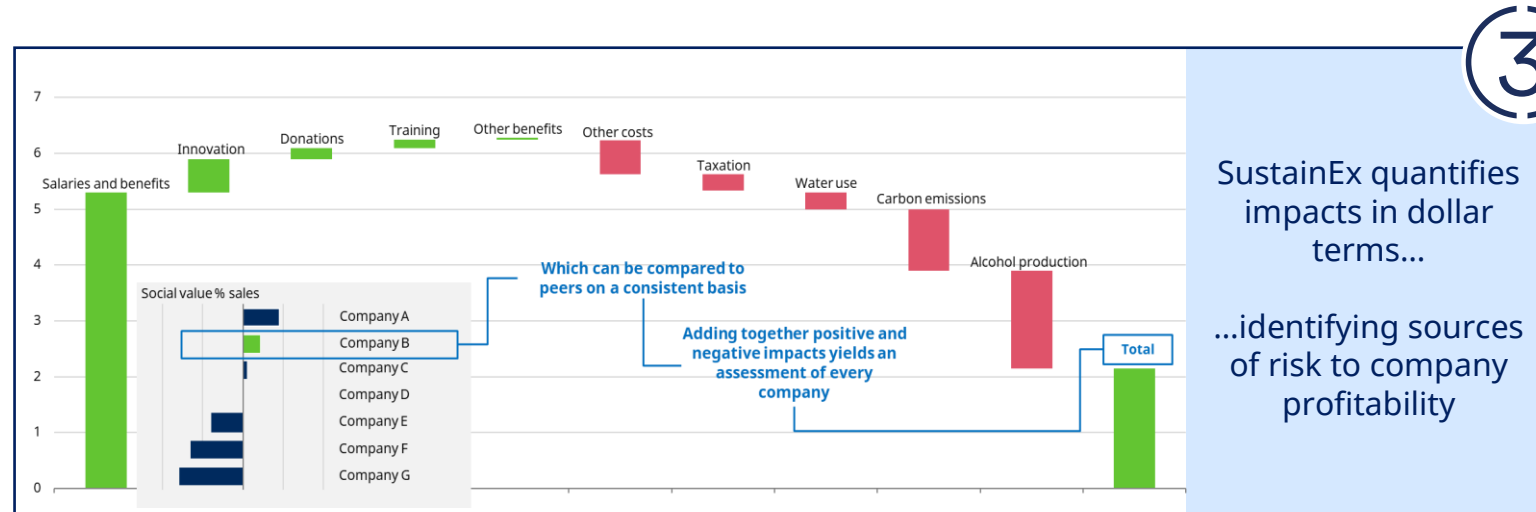 3
7
6
5
4
3
2
1
0
Salaries and benefits
Innovation
Donations
Training
Other benefits
Other costs
Taxation
Water use
Carbon emissions
Alcohol production
Total
Social value % sales
Company A
Company B
Company C
Company D
Company E
Company F
Company G
Which can be compared to
peers on a consistent basis
Adding together positive and
negative impacts yields an
assessment of every
company
SustainEx quantifies
impacts in dollar
terms...
...identifying sources
of risk to company
profitability